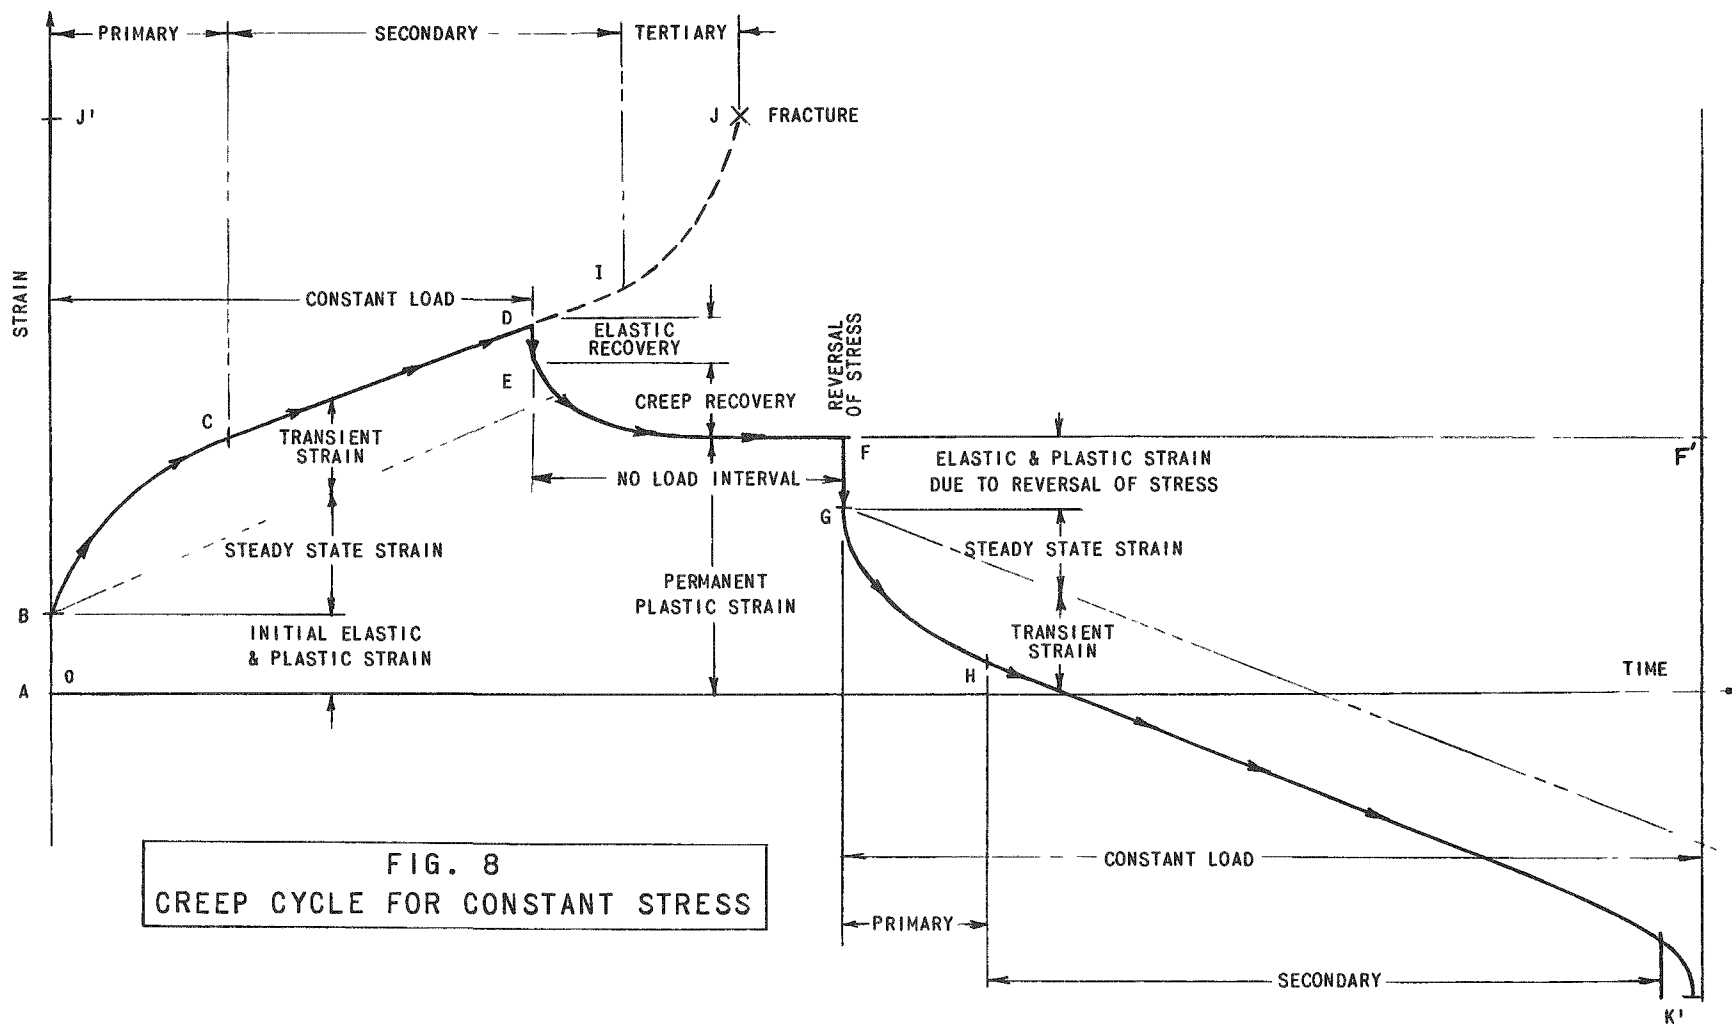 PRIMARY
SECONDARY
TERTIARY
J'
J
FRACTURE
STRAIN
I
CONSTANT LOAD
D
ELASTIC
RECOVERY
REVERSAL
OF STRESS
E
CREEP RECOVERY
C
TRANSIENT
STRAIN
F
ELASTIC & PLASTIC STRAIN
DUE TO REVERSAL OF STRESS
F'
NO LOAD INTERVAL
G
STEADY STATE STRAIN
STEADY STATE STRAIN
PERMANENT
PLASTIC STRAIN
B
INITIAL ELASTIC
& PLASTIC STRAIN
TRANSIENT
STRAIN
A
O
H
TIME
CONSTANT LOAD
FIG. 8
CREEP CYCLE FOR CONSTANT STRESS
PRIMARY
SECONDARY
K'